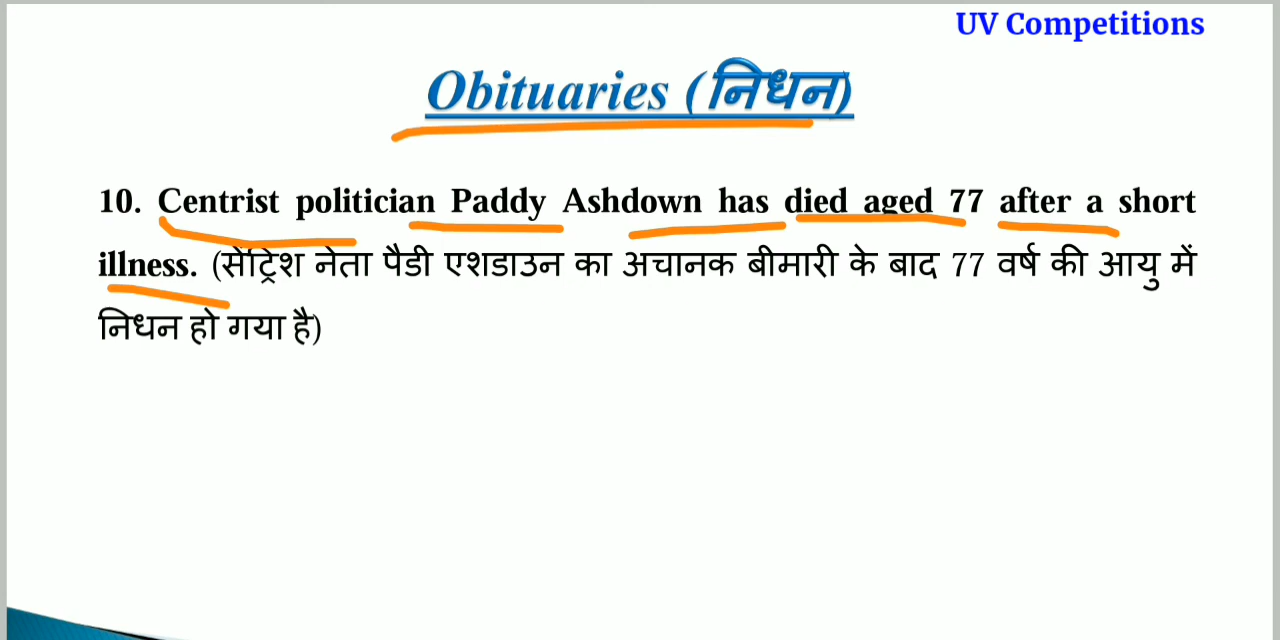 UV Competitions
Obituaries (निधन)
10. Centrist politician Paddy Ashdown has died aged 77 after a short
illness. (सेंट्रिश नेता पैडी एशडाउन का अचानक बीमारी के बाद 77 वर्ष की आयु में
निधन हो गया है)